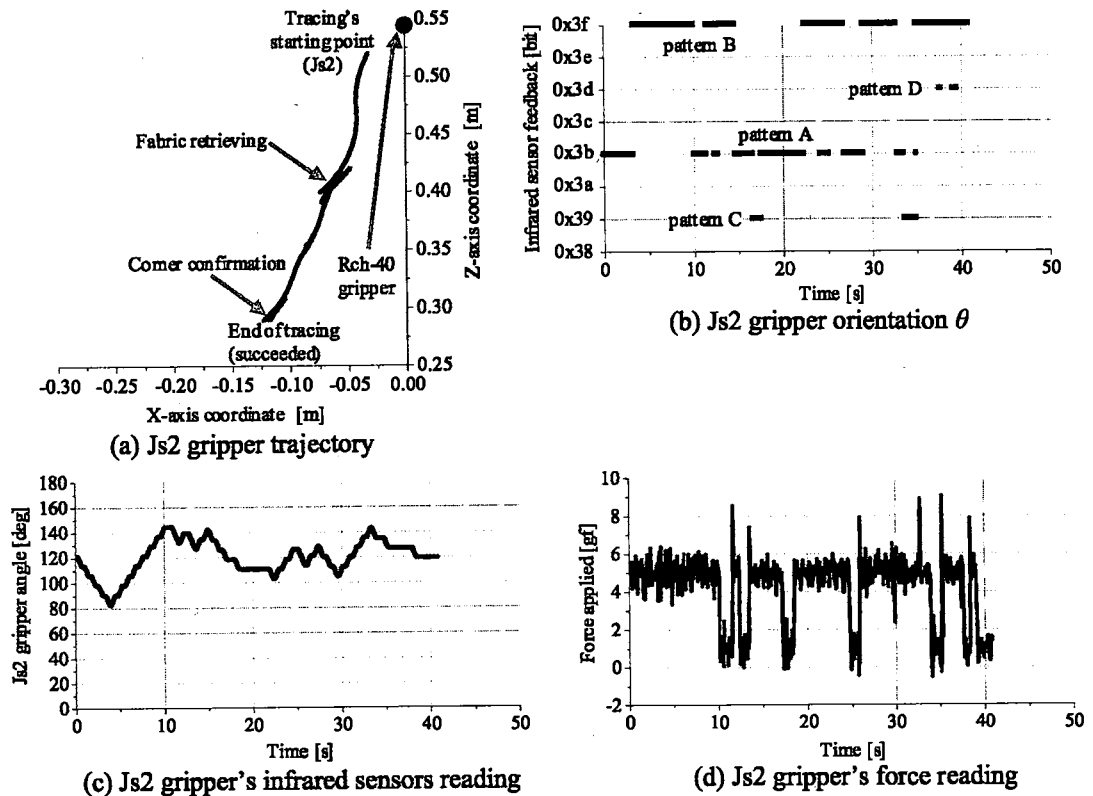 Tracing's
starting point
(Js2)
Fabric retrieving
Corner confirmation
End of tracing
(succeeded)
Rch-40
gripper
0.55
0.50
0.45
0.40
0.35
0.30
0.25
Z-axis coordinate [m]
-0.30 -0.25 -0.20 -0.15 -0.10 -0.05 0.00
X-axis coordinate [m]
(a) Js2 gripper trajectory
Infrared sensor feedback [bit]
0x3f
0x3e
0x3d
0x3c
0x3b
0x3a
0x39
0x38
pattern B
pattern D
pattern A
pattern C
0 10 20 30 40 50
Time [s]
(b) Js2 gripper orientation θ
Js2 gripper angle [deg]
180
160
140
120
100
80
60
40
20
0
0 10 20 30 40 50
Time [s]
(c) Js2 gripper's infrared sensors reading
Force applied [gf]
10
8
6
4
2
0
-2
0 10 20 30 40 50
Time [s]
(d) Js2 gripper's force reading